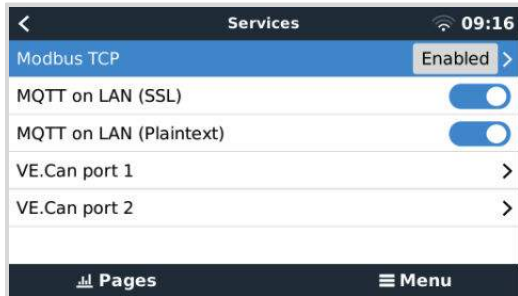 Services 09:16
Modbus TCP Enabled
MQTT on LAN (SSL)
MQTT on LAN (Plaintext)
VE.Can port 1
VE.Can port 2
Pages Menu